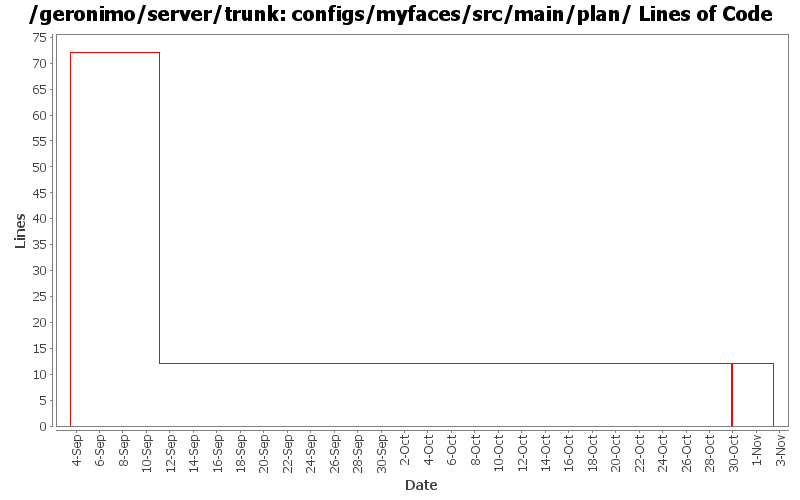 /geronimo/server/trunk: configs/myfaces/src/main/plan/ Lines of Code
75
70
65
60
55
50
45
40
35
30
25
20
15
10
5
0
Lines
4-Sep
6-Sep
8-Sep
10-Sep
12-Sep
14-Sep
16-Sep
18-Sep
20-Sep
22-Sep
24-Sep
26-Sep
28-Sep
30-Sep
2-Oct
4-Oct
6-Oct
8-Oct
10-Oct
12-Oct
14-Oct
16-Oct
18-Oct
20-Oct
22-Oct
24-Oct
26-Oct
28-Oct
30-Oct
1-Nov
3-Nov
Date